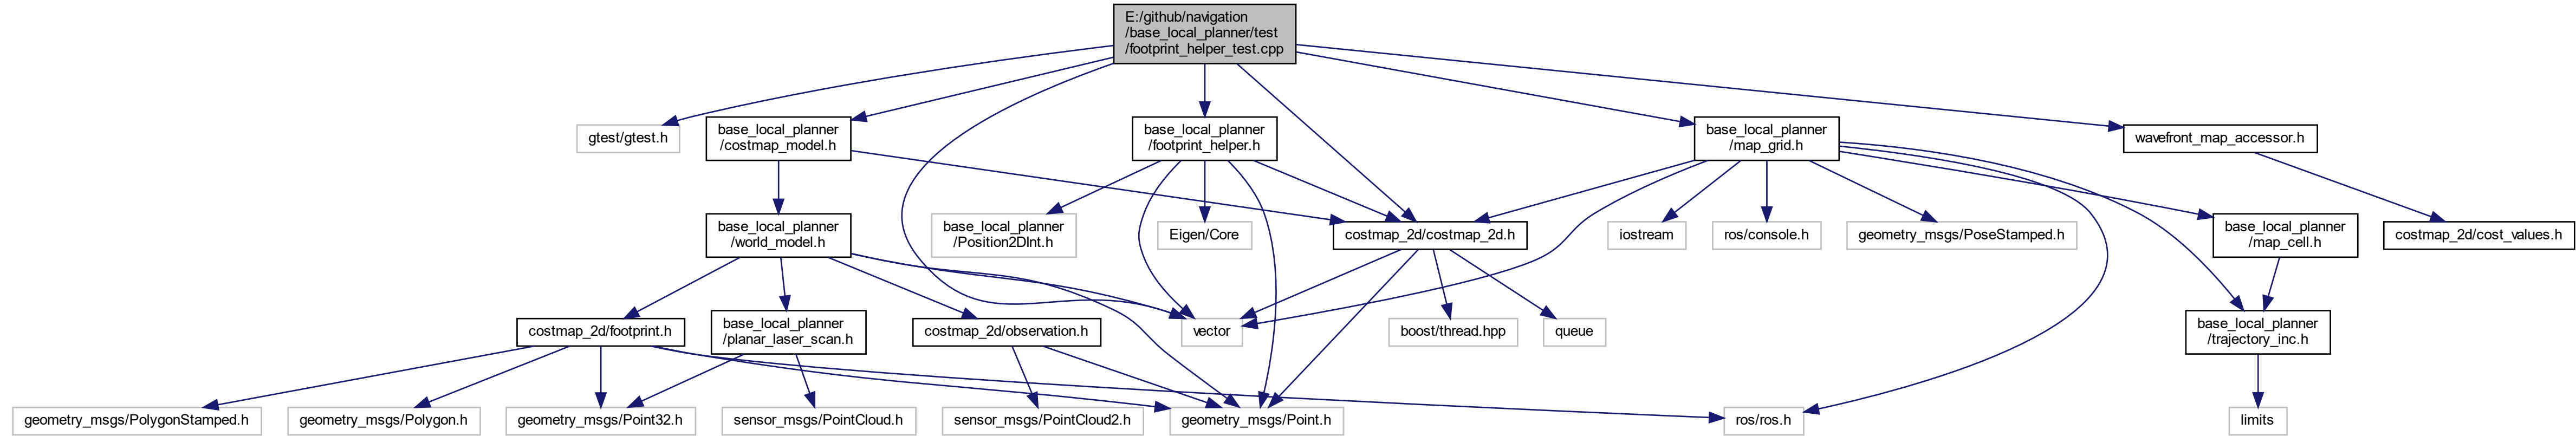 E:/github/navigation
/base_local_planner/test
/footprint_helper_test.cpp
gtest/gtest.h
base_local_planner
/costmap_model.h
base_local_planner
/footprint_helper.h
base_local_planner
/map_grid.h
wavefront_map_accessor.h
base_local_planner
/world_model.h
base_local_planner
/Position2DInt.h
Eigen/Core
costmap_2d/costmap_2d.h
iostream
ros/console.h
geometry_msgs/PoseStamped.h
base_local_planner
/map_cell.h
costmap_2d/cost_values.h
costmap_2d/footprint.h
base_local_planner
/planar_laser_scan.h
costmap_2d/observation.h
vector
boost/thread.hpp
queue
base_local_planner
/trajectory_inc.h
geometry_msgs/PolygonStamped.h
geometry_msgs/Polygon.h
geometry_msgs/Point32.h
sensor_msgs/PointCloud.h
sensor_msgs/PointCloud2.h
geometry_msgs/Point.h
ros/ros.h
limits